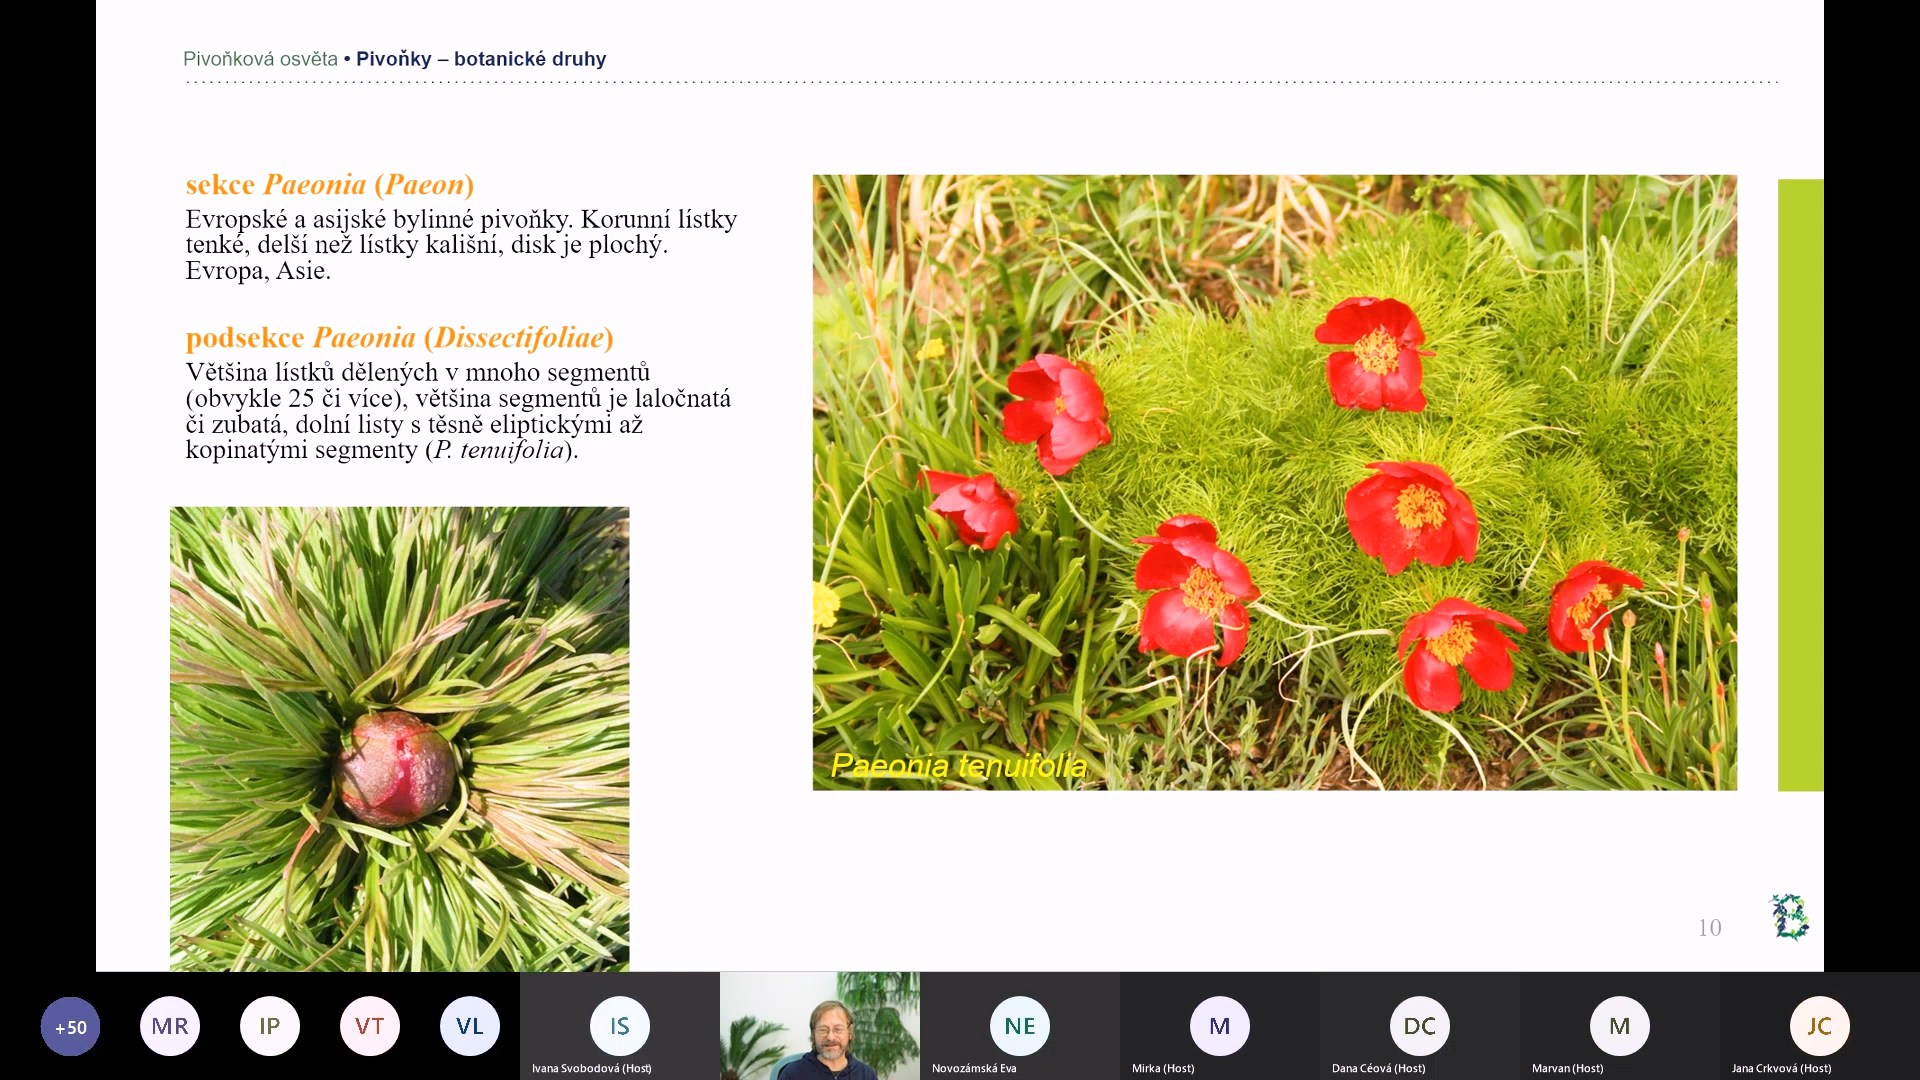 Pivoňková osvěta • Pivoňky – botanické druhy
sekce Paeonia (Paeon)
Evropské a asijské bylinné pivoňky. Korunní lístky
tenké, delší než lístky kališní, disk je plochý.
Evropa, Asie.
podsekce Paeonia (Dissectifoliae)
Většina lístků dělených v mnoho segmentů
(obvykle 25 či více), většina segmentů je laločnatá
či zubatá, dolní listy s těsně eliptickými až
kopinatými segmenty (P. tenuifolia).
Paeonia tenuifolia
10
B
+50
MR
IP
VT
VL
IS
NE
M
DC
M
JC
Ivana Svobodová (Host)
Novozámská Eva
Mirka (Host)
Dana Céová (Host)
Marvan (Host)
Jana Crkvová (Host)